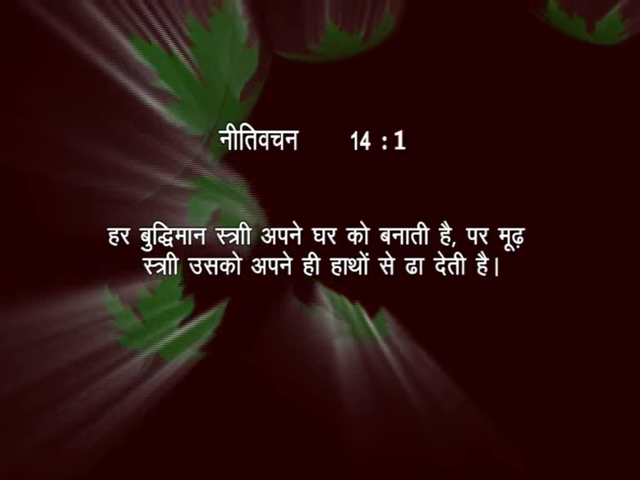 नीतिवचन 14 : 1
हर बुद्धिमान स्त्राी अपने घर को बनाती है, पर मूढ़
स्त्राी उसको अपने ही हाथों से ढा देती है।